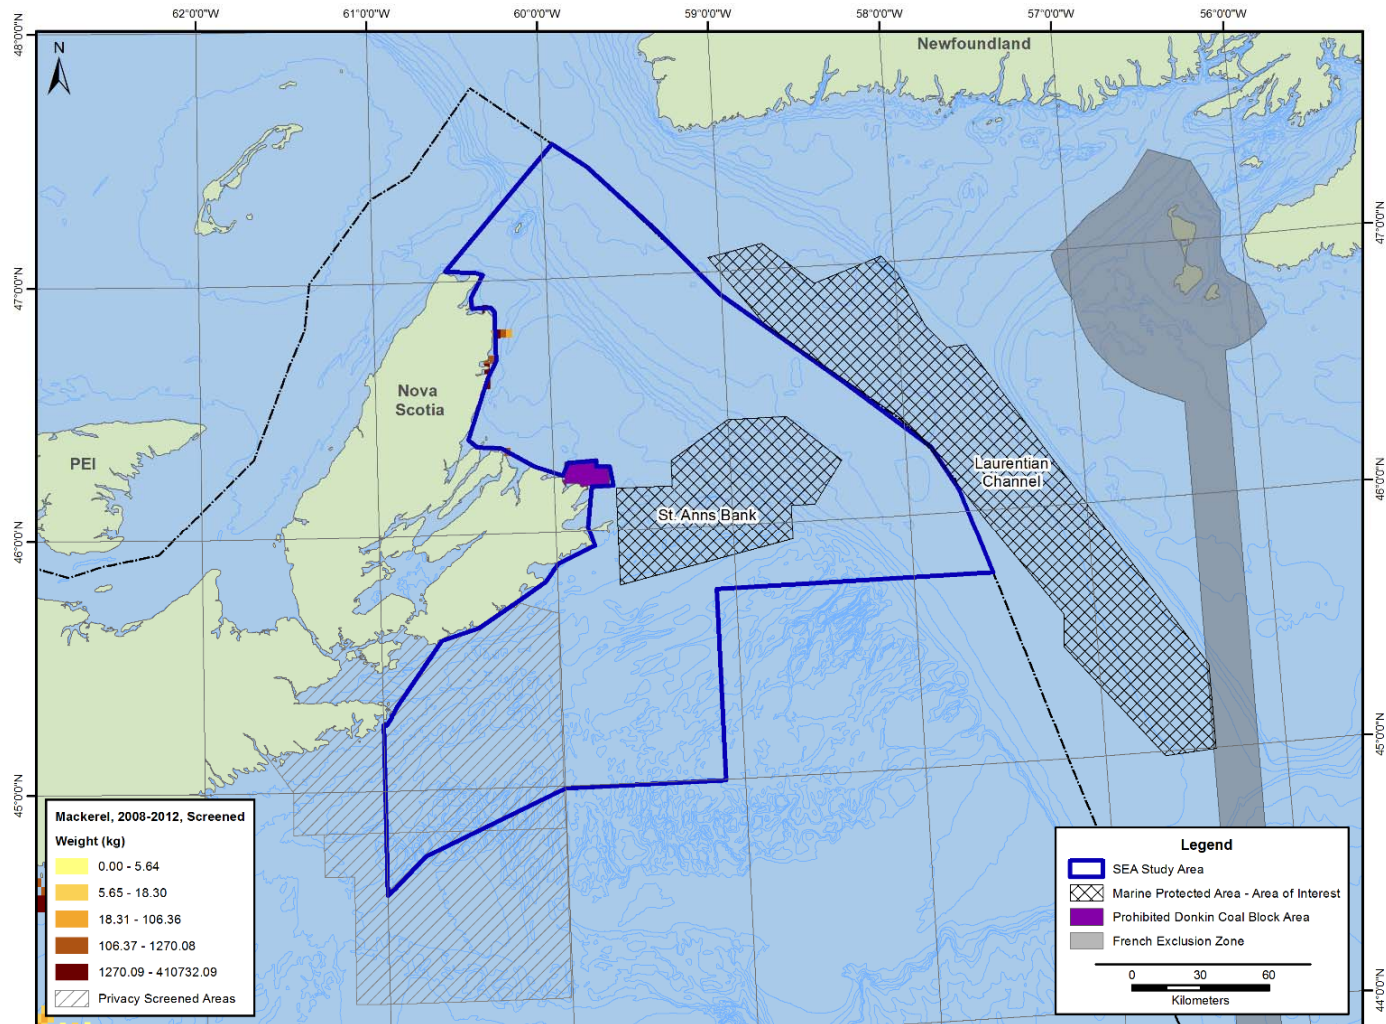 62°0'0"W
61°0'0"W
60°0'0"W
59°0'0"W
58°0'0"W
57°0'0"W
56°0'0"W
48°0'0"N
47°0'0"N
46°0'0"N
45°0'0"N
47°0'0"N
46°0'0"N
45°0'0"N
44°0'0"N
N
Newfoundland
Nova
Scotia
PEI
Laurentian
Channel
St. Anns Bank
Mackerel, 2008-2012, Screened
Weight (kg)
0.00 - 5.64
5.65 - 18.30
18.31 - 106.36
106.37 - 1270.08
1270.09 - 410732.09
Privacy Screened Areas
Legend
SEA Study Area
Marine Protected Area - Area of Interest
Prohibited Donkin Coal Block Area
French Exclusion Zone
0 30 60
Kilometers